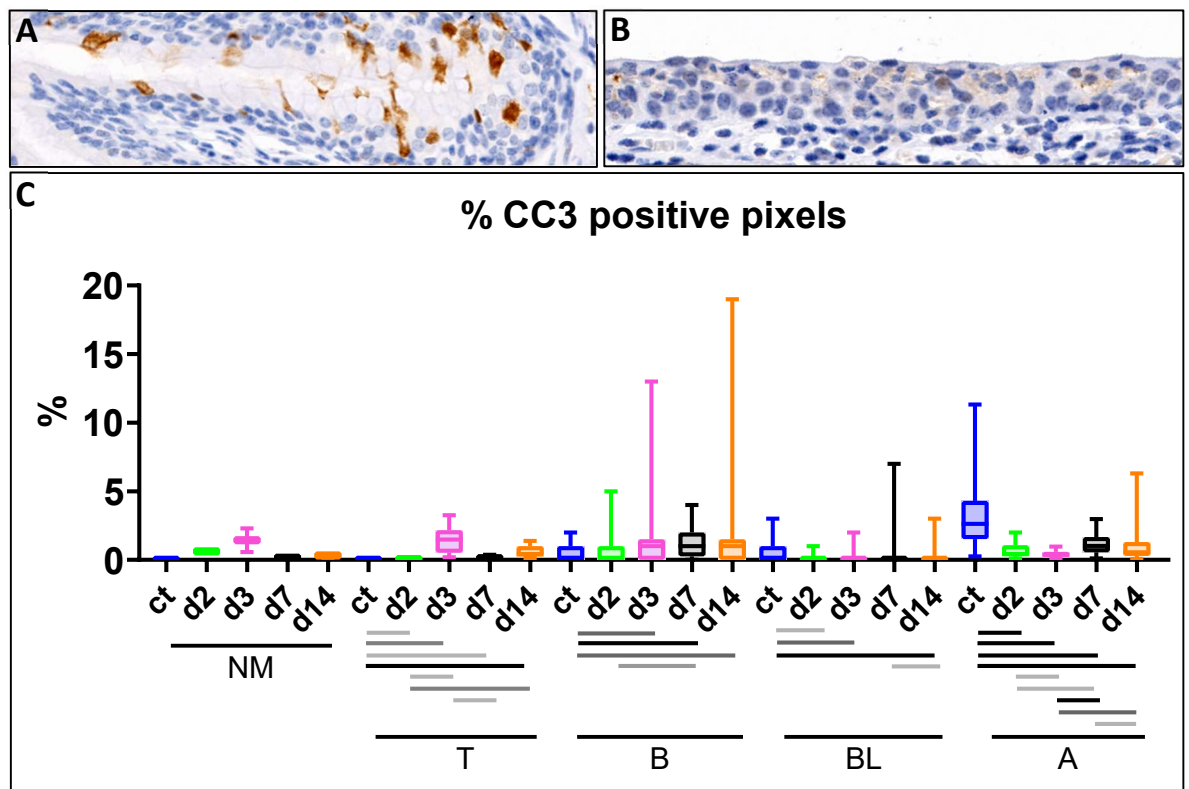 A
B
C
% CC3 positive pixels
20
15
10
5
0
%
ct d2 d3 d7 d14 ct d2 d3 d7 d14 ct d2 d3 d7 d14 ct d2 d3 d7 d14 ct d2 d3 d7 d14
NM
T B BL A